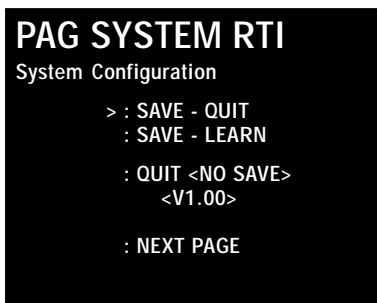 PAG SYSTEM RTI
System Configuration
> : SAVE - QUIT
: SAVE - LEARN
: QUIT <NO SAVE>
<V1.00>
: NEXT PAGE